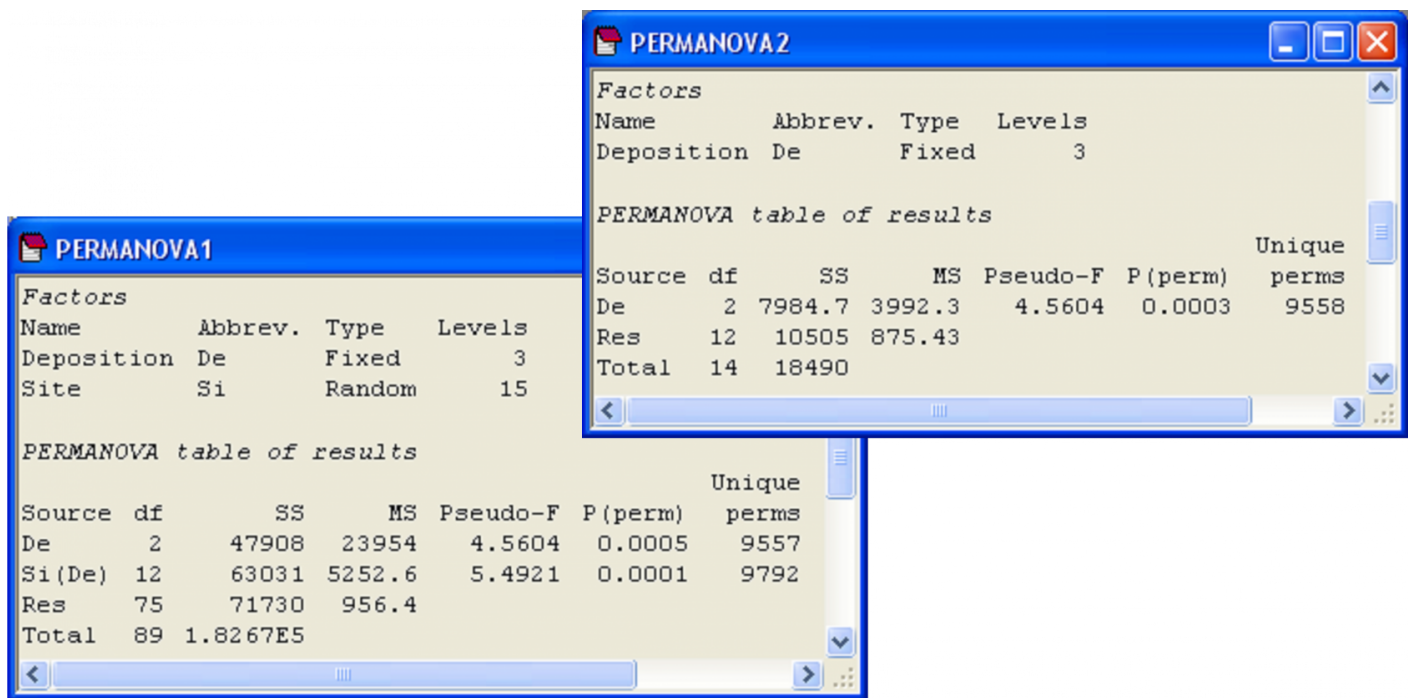 PERMANOVA2
Factors
Name Abbrev. Type Levels
Deposition De Fixed 3
PERMANOVA table of results
Unique
Source df SS MS Pseudo-F P(perm) perms
De 2 7984.7 3992.3 4.5604 0.0003 9558
Res 12 10505 875.43
Total 14 18490
PERMANOVA1
Factors
Name Abbrev. Type Levels
Deposition De Fixed 3
Site Si Random 15
PERMANOVA table of results
Unique
Source df SS MS Pseudo-F P(perm) perms
De 2 47908 23954 4.5604 0.0005 9557
Si(De) 12 63031 5252.6 5.4921 0.0001 9792
Res 75 71730 956.4
Total 89 1.8267E5